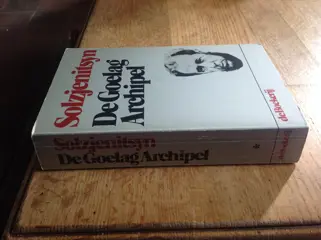 Solzjenitsyn
De Goelag
Archipel
de Boekerij
Solzjenitsyn
De Goelag Archipel